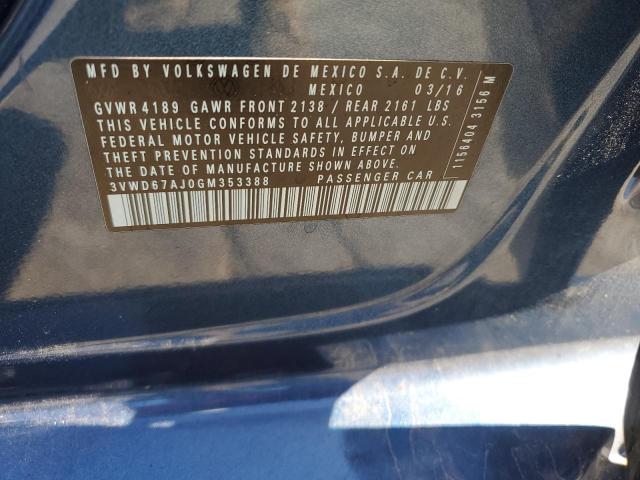 MFD BY VOLKSWAGEN DE MEXICO S.A. DE C.V.
MEXICO 03/16
GVWR 4189 GAWR FRONT 2138 / REAR 2161 LBS
THIS VEHICLE CONFORMS TO ALL APPLICABLE U.S.
FEDERAL MOTOR VEHICLE SAFETY, BUMPER AND
THEFT PREVENTION STANDARDS IN EFFECT ON
THE DATE OF MANUFACTURE SHOWN ABOVE.
3VWD67AJ0GM353388 PASSENGER CAR
1156404 3156 M